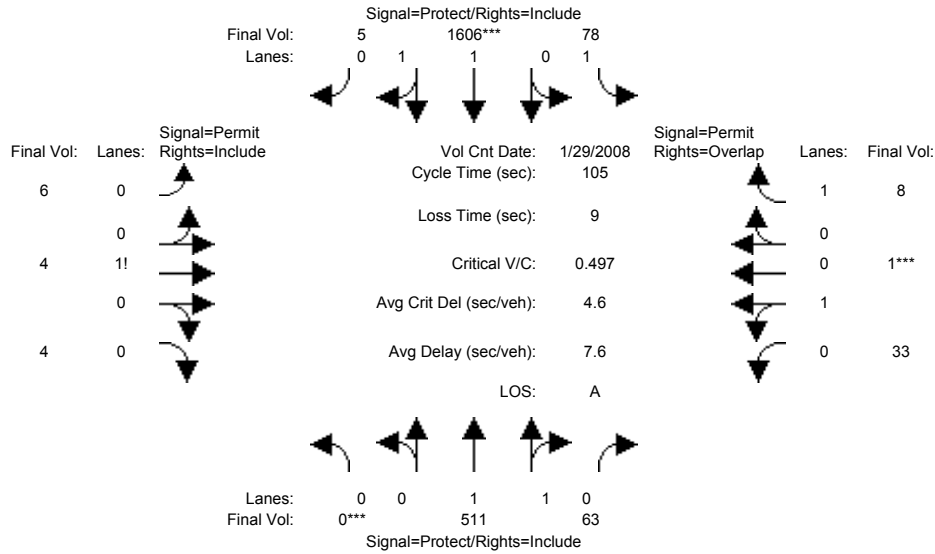 Signal=Protect/Rights=Include
Final Vol: 5 1606*** 78
Lanes: 0 1 1 0 1
Signal=Permit Signal=Permit
Final Vol: Lanes: Rights=Include Vol Cnt Date: 1/29/2008 Rights=Overlap Lanes: Final Vol:
Cycle Time (sec): 105
6 0 1 8
Loss Time (sec): 9
0 0
4 1! Critical V/C: 0.497 0 1***
0 Avg Crit Del (sec/veh): 4.6 1
4 0 Avg Delay (sec/veh): 7.6 0 33
LOS: A
Lanes: 0 0 1 1 0
Final Vol: 0*** 511 63
Signal=Protect/Rights=Include